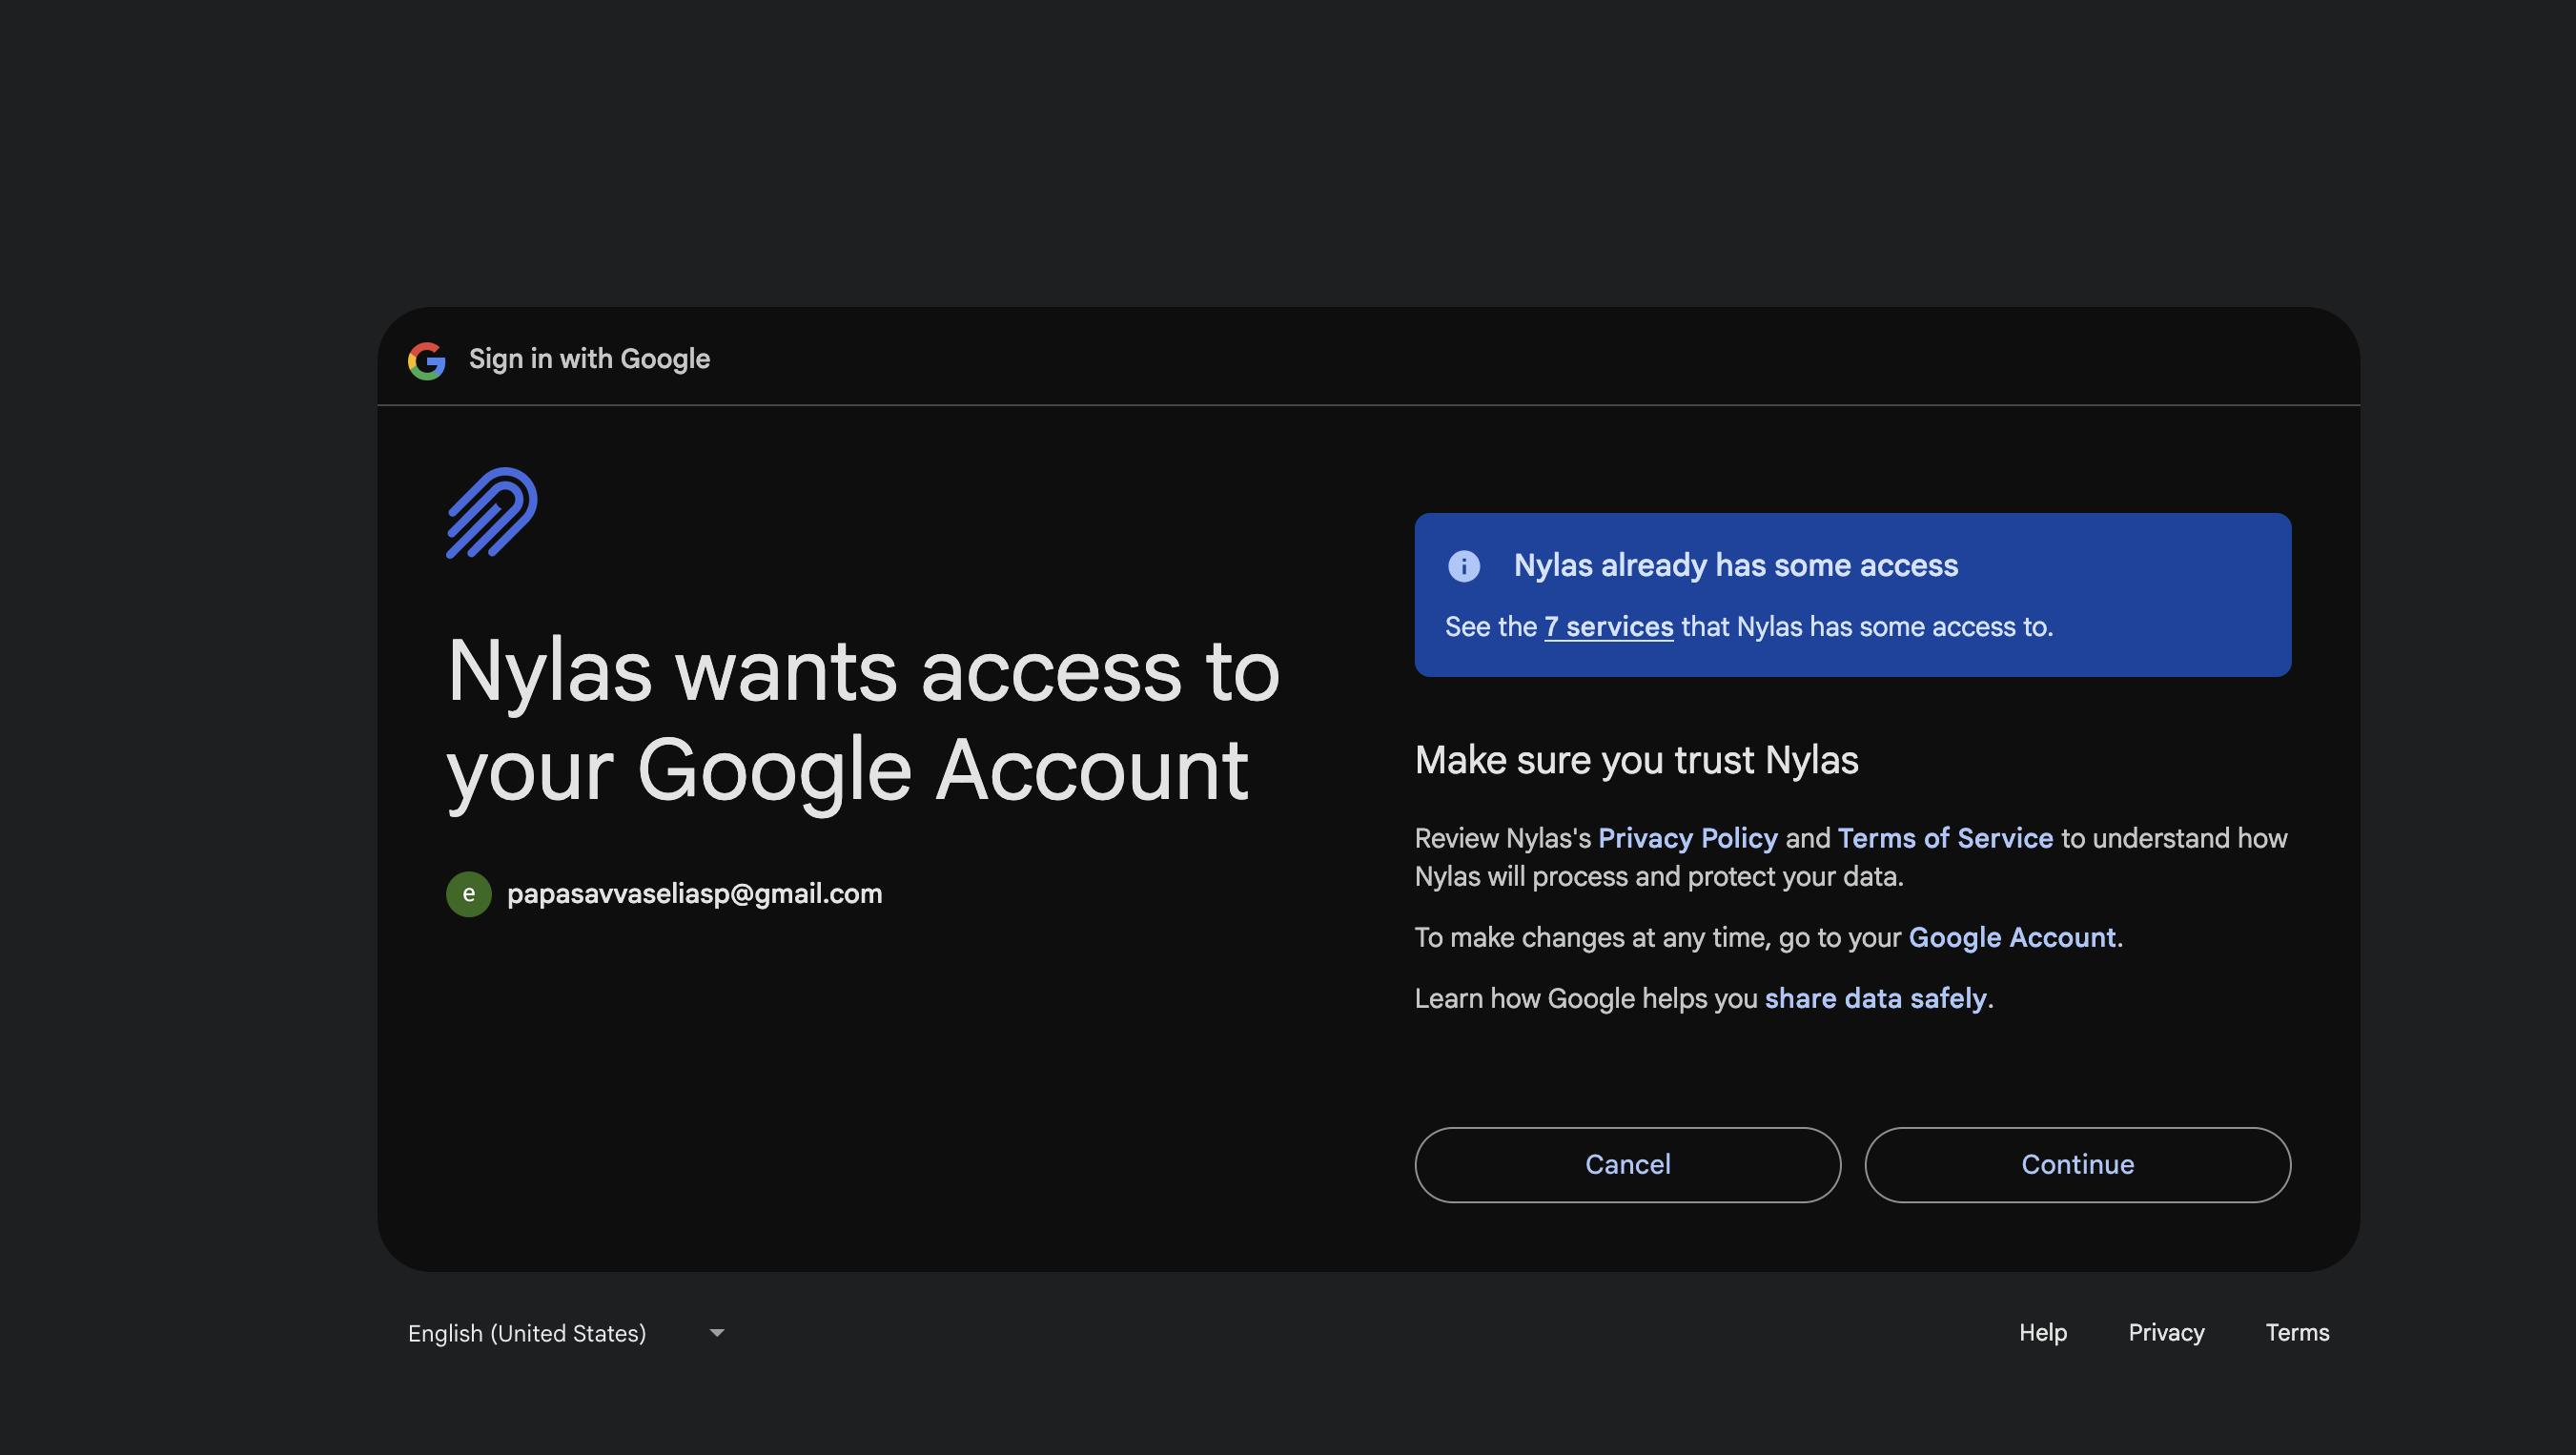 Sign in with Google
Nylas wants access to
your Google Account
e papasavvaseliasp@gmail.com
Nylas already has some access
See the 7 services that Nylas has some access to.
Make sure you trust Nylas
Review Nylas's Privacy Policy and Terms of Service to understand how
Nylas will process and protect your data.
To make changes at any time, go to your Google Account.
Learn how Google helps you share data safely.
Cancel Continue
English (United States) Help Privacy Terms